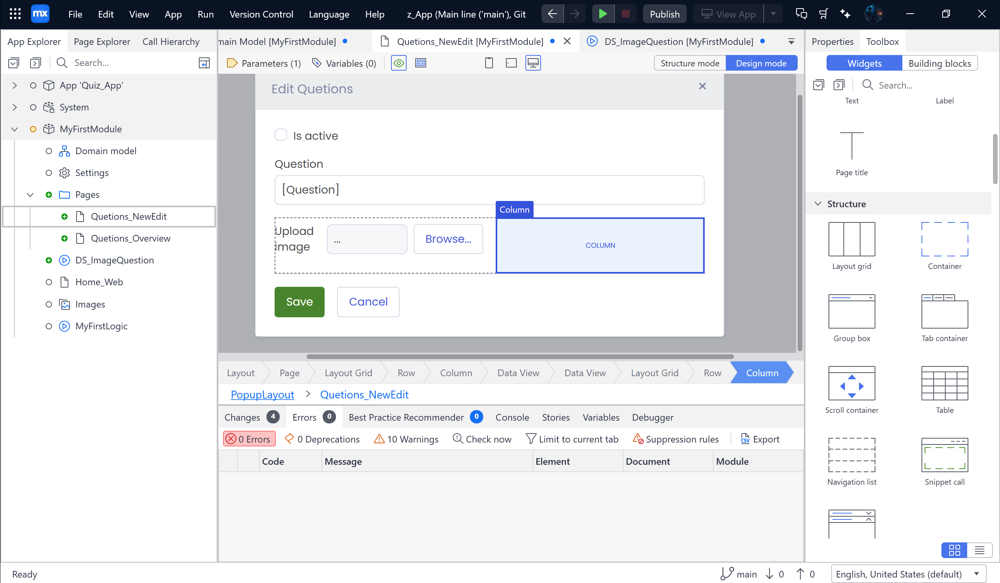 mx File Edit View App Run Version Control Language Help z_App (Main line ('main'), Git Publish View App
App Explorer Page Explorer Call Hierarchy
main Model [MyFirstModule] Quetions_NewEdit [MyFirstModule] DS_ImageQuestion [MyFirstModule]
Properties Toolbox
Search...
Parameters (1) Variables (0) Structure mode Design mode
Widgets Building blocks
Search...
App 'Quiz_App'
System
MyFirstModule
Domain model
Settings
Pages
Quetions_NewEdit
Quetions_Overview
DS_ImageQuestion
Home_Web
Images
MyFirstLogic
Edit Quetions
Is active
Question
[Question]
Column
Upload
image
...
Browse...
COLUMN
Save Cancel
Layout Page Layout Grid Row Column Data View Data View Layout Grid Row Column
PopupLayout > Quetions_NewEdit
Changes 4 Errors 0 Best Practice Recommender 0 Console Stories Variables Debugger
0 Errors 0 Deprecations 10 Warnings Check now Limit to current tab Suppression rules CSV Export
Code Message Element Document Module
Text Label
Page title
Structure
Layout grid Container
Group box Tab container
Scroll container Table
Navigation list Snippet call
Ready main 0 0 English, United States (default)